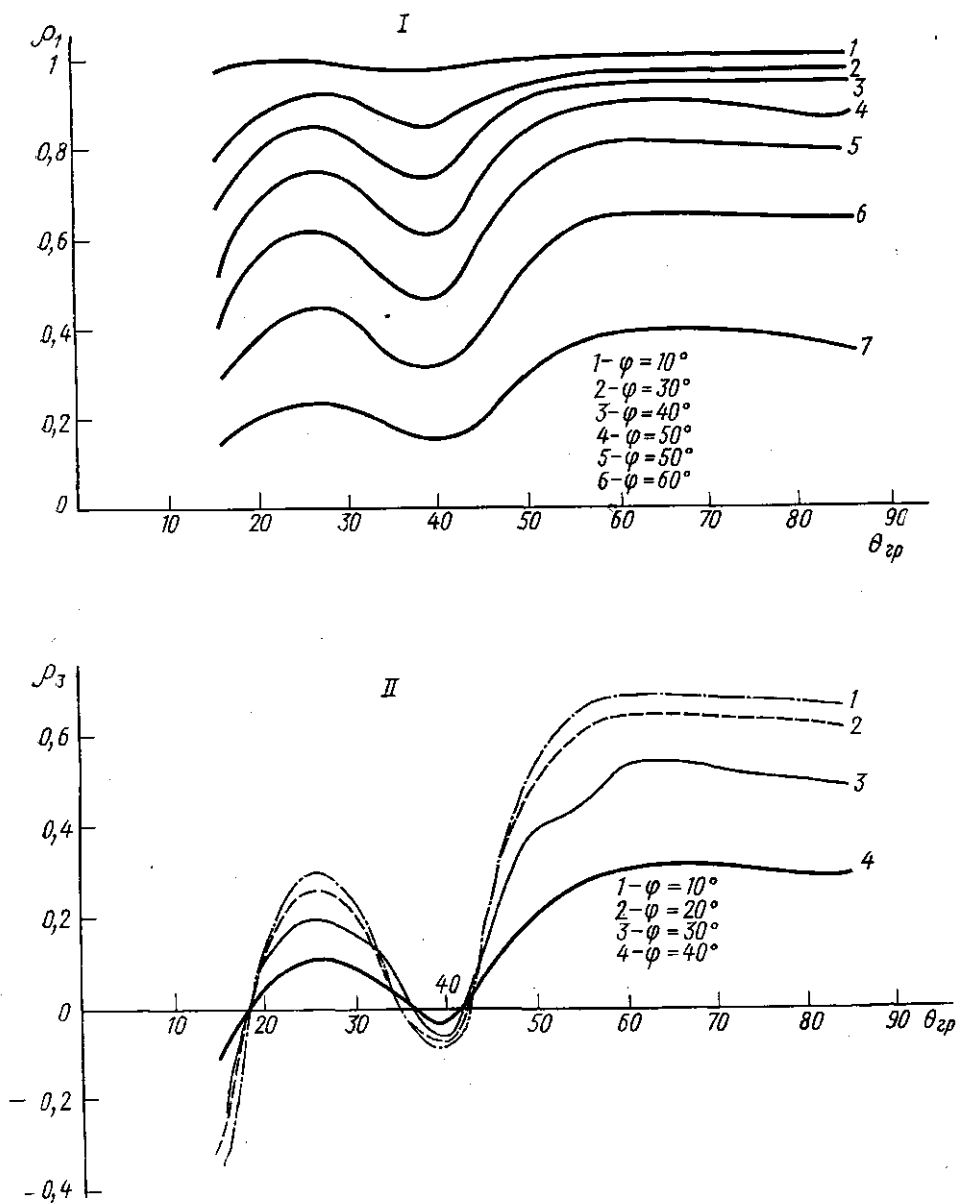 I
ρ₁
1
0,8
0,6
0,4
0,2
0
10 20 30 40 50 60 70 80 90
θгр
1
2
3
4
5
6
7
1- φ = 10°
2- φ = 30°
3- φ = 40°
4- φ = 50°
5- φ = 50°
6- φ = 60°
II
ρ₃
0,6
0,4
0,2
0
- 0,2
- 0,4
10 20 30 40 50 60 70 80 90 θгр
1
2
3
4
1- φ = 10°
2- φ = 20°
3- φ = 30°
4- φ = 40°